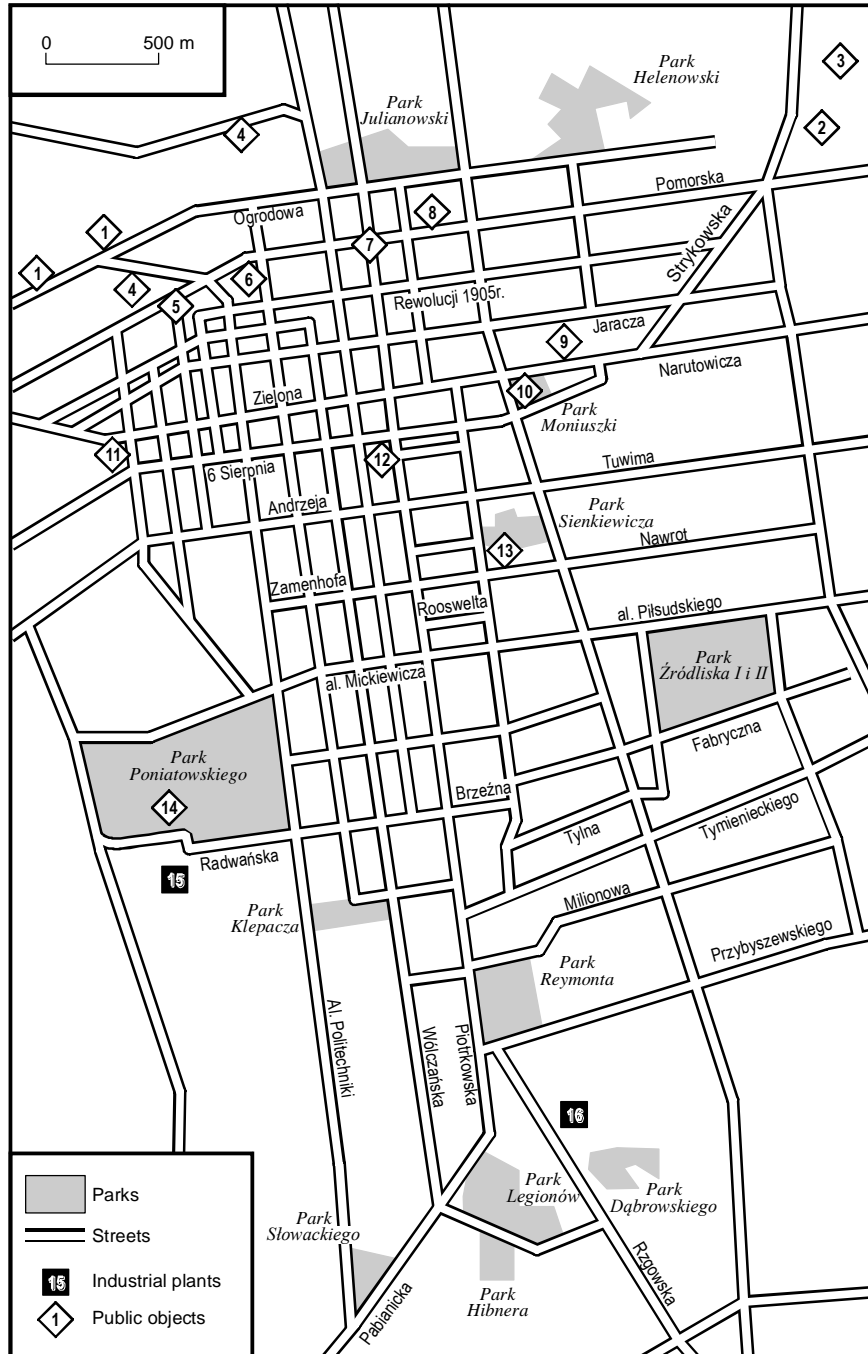 0 500 m
Park
Helenowski
3
Park
Julianowski
4
2
Pomorska
Ogrodowa
8
1
7
Strykowska
1
6
4
5
Rewolucji 1905r.
Jaracza
9
Narutowicza
Zielona
10
Park
Moniuszki
11
12
6 Sierpnia
Tuwima
Andrzeja
Park
Sienkiewicza
13
Nawrot
Zamenhofa
Rooswelta
al. Piłsudskiego
al. Mickiewicza
Park
Źródliska I i II
Park
Poniatowskiego
Fabryczna
Brzeźna
14
Tylna
Tymienieckiego
Radwańska
15
Milionowa
Park
Klepacza
Przybyszewskiego
Park
Reymonta
Al. Politechniki
Wólczańska
Piotrkowska
16
Park
Legionów
Park
Dąbrowskiego
Park
Słowackiego
Rzgowska
Pabianicka
Park
Hibnera
Parks
Streets
15 Industrial plants
1 Public objects